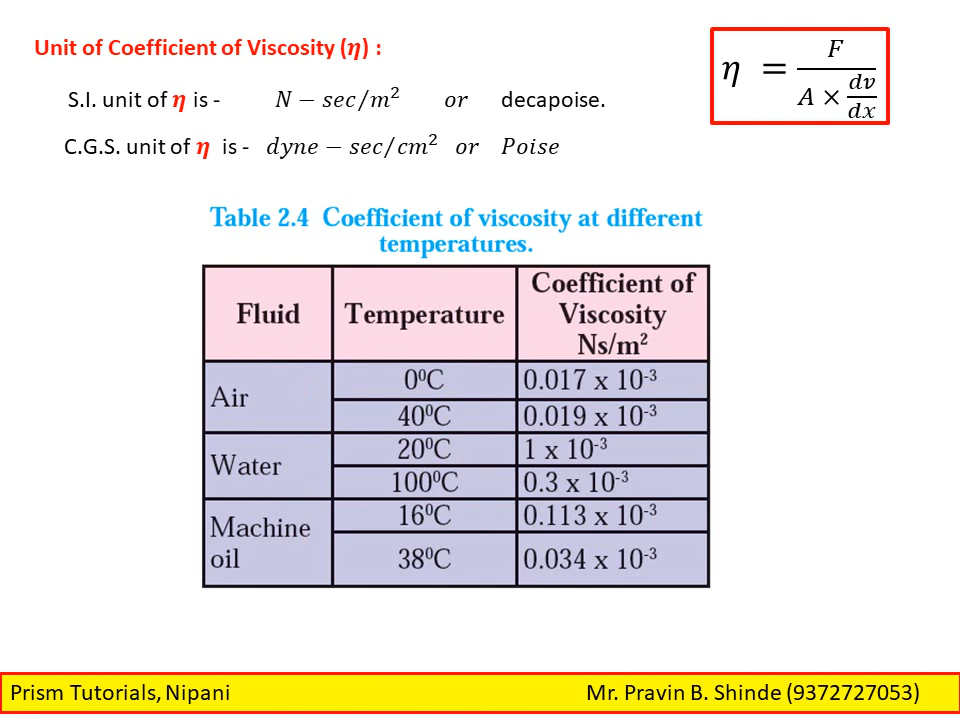 Unit of Coefficient of Viscosity (η) :
S.I. unit of η is - N − sec/m² or decapoise.
C.G.S. unit of η is - dyne − sec/cm² or Poise
η = F / (A × dv/dx)
Table 2.4 Coefficient of viscosity at different
temperatures.
Fluid Temperature Coefficient of Viscosity Ns/m²
Air 0⁰C 0.017 x 10⁻³
40⁰C 0.019 x 10⁻³
Water 20⁰C 1 x 10⁻³
100⁰C 0.3 x 10⁻³
Machine oil 16⁰C 0.113 x 10⁻³
38⁰C 0.034 x 10⁻³
Prism Tutorials, Nipani Mr. Pravin B. Shinde (9372727053)